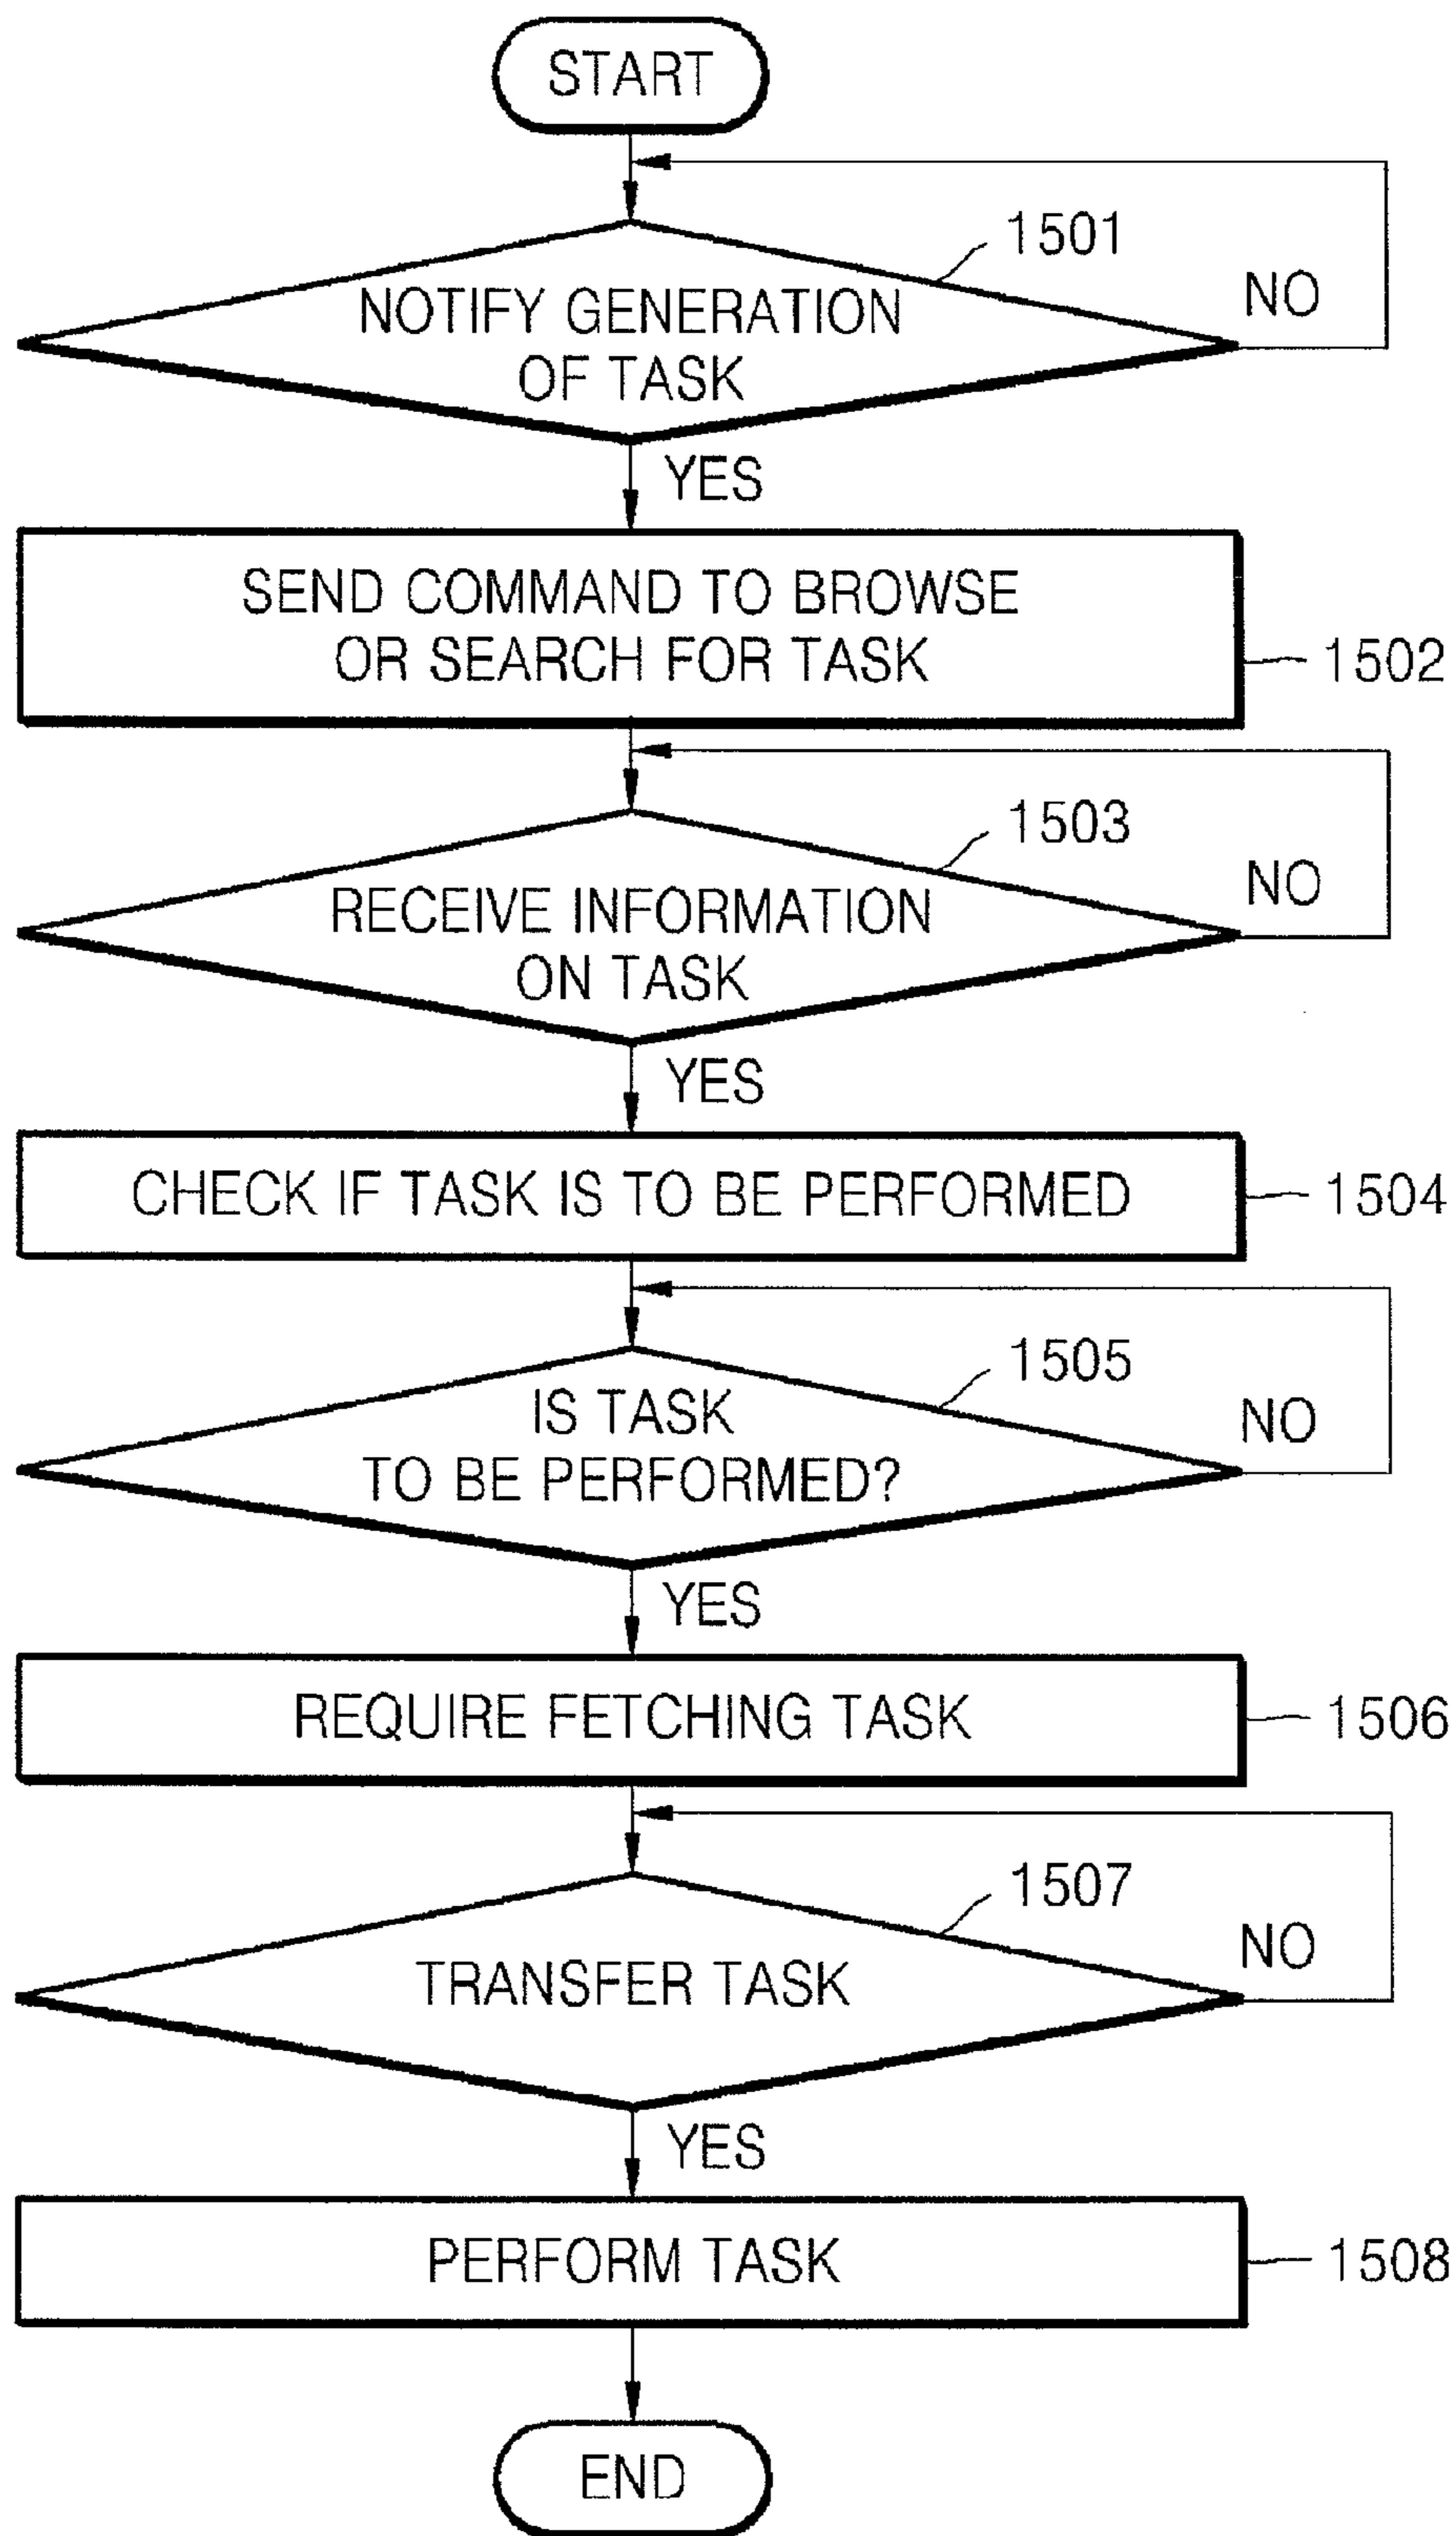 START
1501
NO
NOTIFY GENERATION
OF TASK
YES
SEND COMMAND TO BROWSE
OR SEARCH FOR TASK
1502
1503
NO
RECEIVE INFORMATION
ON TASK
YES
CHECK IF TASK IS TO BE PERFORMED
1504
1505
NO
IS TASK
TO BE PERFORMED?
YES
REQUIRE FETCHING TASK
1506
1507
NO
TRANSFER TASK
YES
PERFORM TASK
1508
END